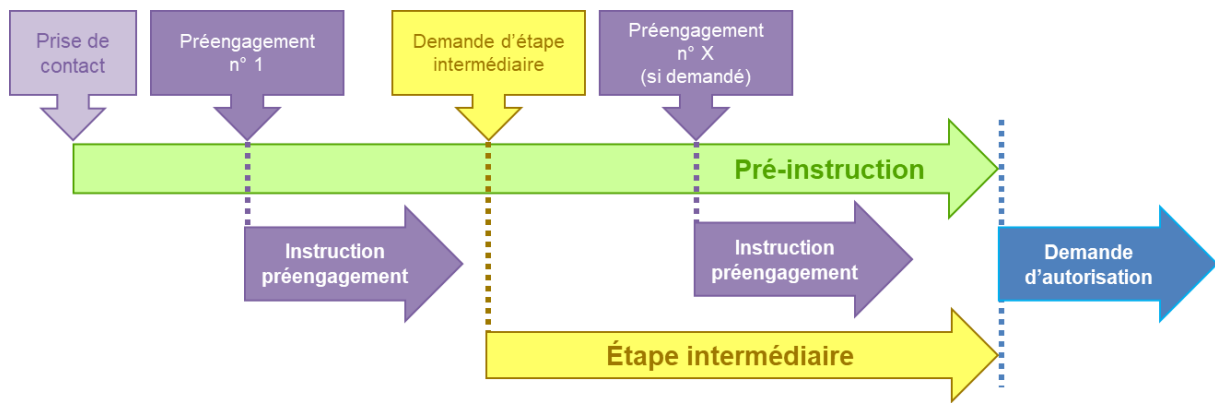 Prise de
contact
Préengagement
n° 1
Demande d’étape
intermédiaire
Préengagement
n° X
(si demandé)
Pré-instruction
Instruction
préengagement
Instruction
préengagement
Demande
d’autorisation
Étape intermédiaire